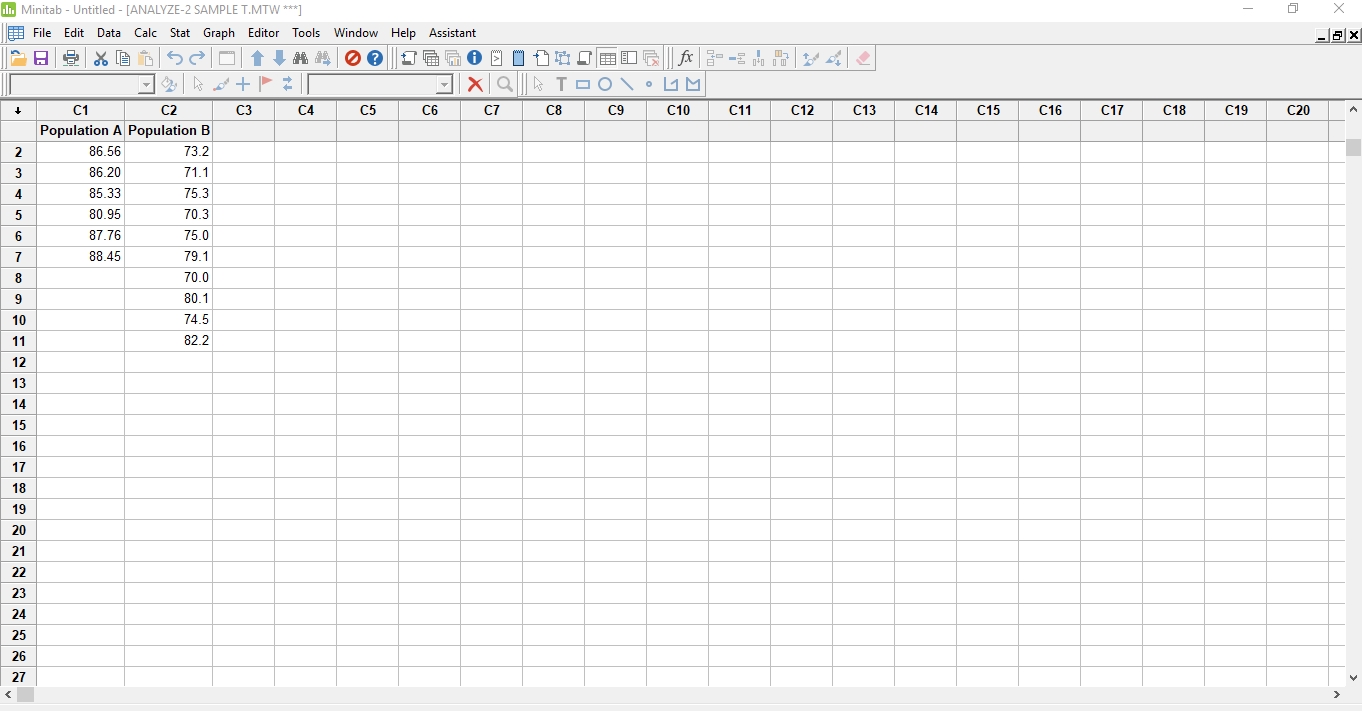 Minitab - Untitled - [ANALYZE-2 SAMPLE T.MTW ***]
File Edit Data Calc Stat Graph Editor Tools Window Help Assistant
fx
T
C1 C2 C3 C4 C5 C6 C7 C8 C9 C10 C11 C12 C13 C14 C15 C16 C17 C18 C19 C20
Population A Population B
2 86.56 73.2
3 86.20 71.1
4 85.33 75.3
5 80.95 70.3
6 87.76 75.0
7 88.45 79.1
8 70.0
9 80.1
10 74.5
11 82.2
12
13
14
15
16
17
18
19
20
21
22
23
24
25
26
27